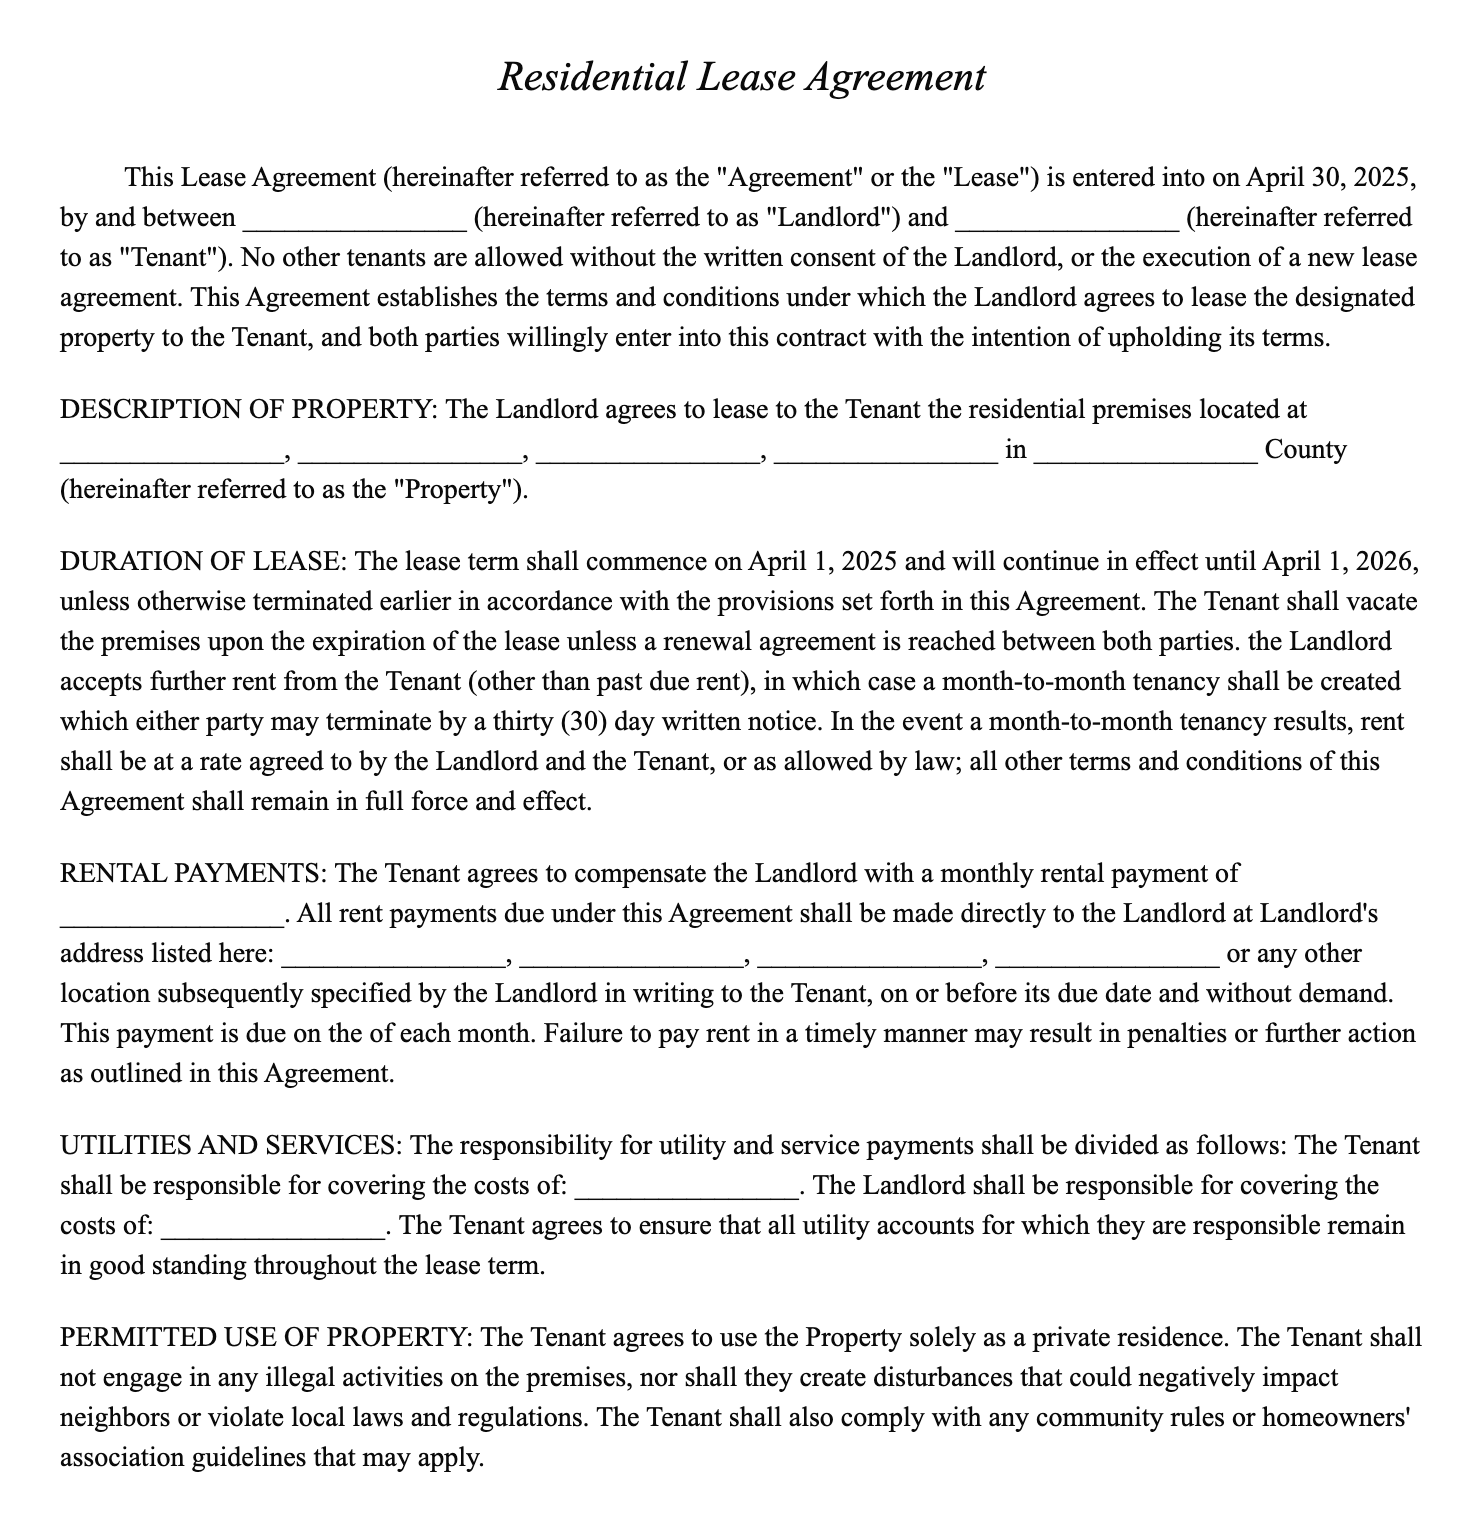 Residential Lease Agreement
This Lease Agreement (hereinafter referred to as the "Agreement" or the "Lease") is entered into on April 30, 2025,
by and between ________________ (hereinafter referred to as "Landlord") and ________________ (hereinafter referred
to as "Tenant"). No other tenants are allowed without the written consent of the Landlord, or the execution of a new lease
agreement. This Agreement establishes the terms and conditions under which the Landlord agrees to lease the designated
property to the Tenant, and both parties willingly enter into this contract with the intention of upholding its terms.
DESCRIPTION OF PROPERTY: The Landlord agrees to lease to the Tenant the residential premises located at
________________, ________________, ________________, ________________ in ________________ County
(hereinafter referred to as the "Property").
DURATION OF LEASE: The lease term shall commence on April 1, 2025 and will continue in effect until April 1, 2026,
unless otherwise terminated earlier in accordance with the provisions set forth in this Agreement. The Tenant shall vacate
the premises upon the expiration of the lease unless a renewal agreement is reached between both parties. the Landlord
accepts further rent from the Tenant (other than past due rent), in which case a month-to-month tenancy shall be created
which either party may terminate by a thirty (30) day written notice. In the event a month-to-month tenancy results, rent
shall be at a rate agreed to by the Landlord and the Tenant, or as allowed by law; all other terms and conditions of this
Agreement shall remain in full force and effect.
RENTAL PAYMENTS: The Tenant agrees to compensate the Landlord with a monthly rental payment of
________________. All rent payments due under this Agreement shall be made directly to the Landlord at Landlord's
address listed here: ________________, ________________, ________________, ________________ or any other
location subsequently specified by the Landlord in writing to the Tenant, on or before its due date and without demand.
This payment is due on the of each month. Failure to pay rent in a timely manner may result in penalties or further action
as outlined in this Agreement.
UTILITIES AND SERVICES: The responsibility for utility and service payments shall be divided as follows: The Tenant
shall be responsible for covering the costs of: ________________. The Landlord shall be responsible for covering the
costs of: ________________. The Tenant agrees to ensure that all utility accounts for which they are responsible remain
in good standing throughout the lease term.
PERMITTED USE OF PROPERTY: The Tenant agrees to use the Property solely as a private residence. The Tenant shall
not engage in any illegal activities on the premises, nor shall they create disturbances that could negatively impact
neighbors or violate local laws and regulations. The Tenant shall also comply with any community rules or homeowners'
association guidelines that may apply.